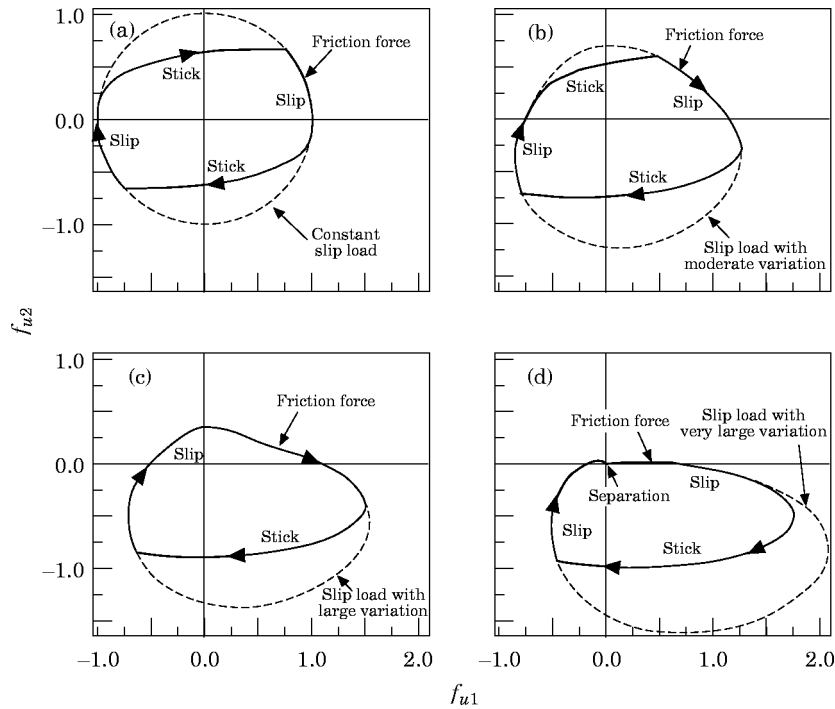 (a)
1.0
0.0
−1.0
Friction force
Stick
Slip
Slip
Stick
Constant
slip load
(b)
Friction force
Stick
Slip
Slip
Stick
Slip load with
moderate variation
f_{u2}
(c)
1.0
0.0
−1.0
Friction force
Slip
Stick
Slip load with
large variation
−1.0
0.0
1.0
2.0
(d)
Slip load with
very large variation
Friction force
Separation
Slip
Slip
Stick
−1.0
0.0
1.0
2.0
f_{u1}